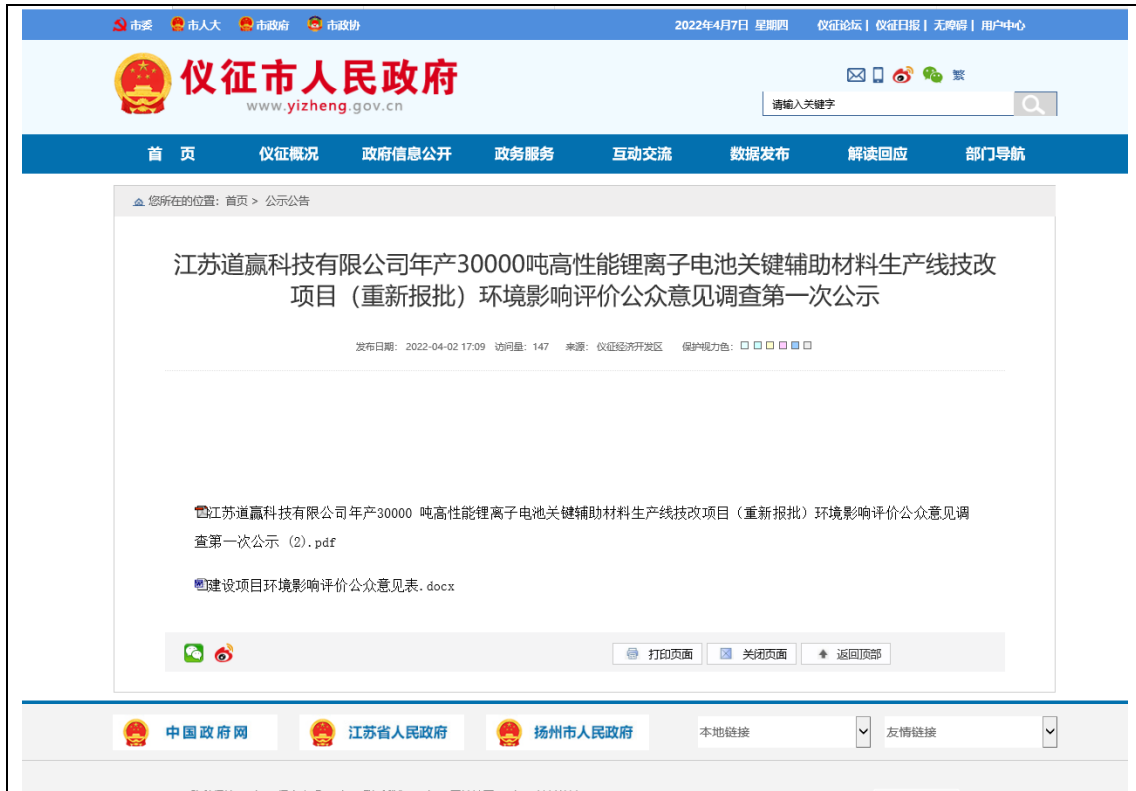 市委 市人大 市政府 市政协 2022年4月7日 星期四 仪征论坛 | 仪征日报 | 无障碍 | 用户中心
仪征市人民政府
www.yizheng.gov.cn
繁
请输入关键字
首 页 仪征概况 政府信息公开 政务服务 互动交流 数据发布 解读回应 部门导航
您所在的位置：首页 > 公示公告
江苏道赢科技有限公司年产30000吨高性能锂离子电池关键辅助材料生产线技改
项目（重新报批）环境影响评价公众意见调查第一次公示
发布日期：2022-04-02 17:09 访问量：147 来源：仪征经济开发区 保护视力色：
江苏道赢科技有限公司年产30000 吨高性能锂离子电池关键辅助材料生产线技改项目（重新报批）环境影响评价公众意见调
查第一次公示 (2).pdf
建设项目环境影响评价公众意见表.docx
打印页面 关闭页面 返回顶部
中国政府网 江苏省人民政府 扬州市人民政府 本地链接 友情链接